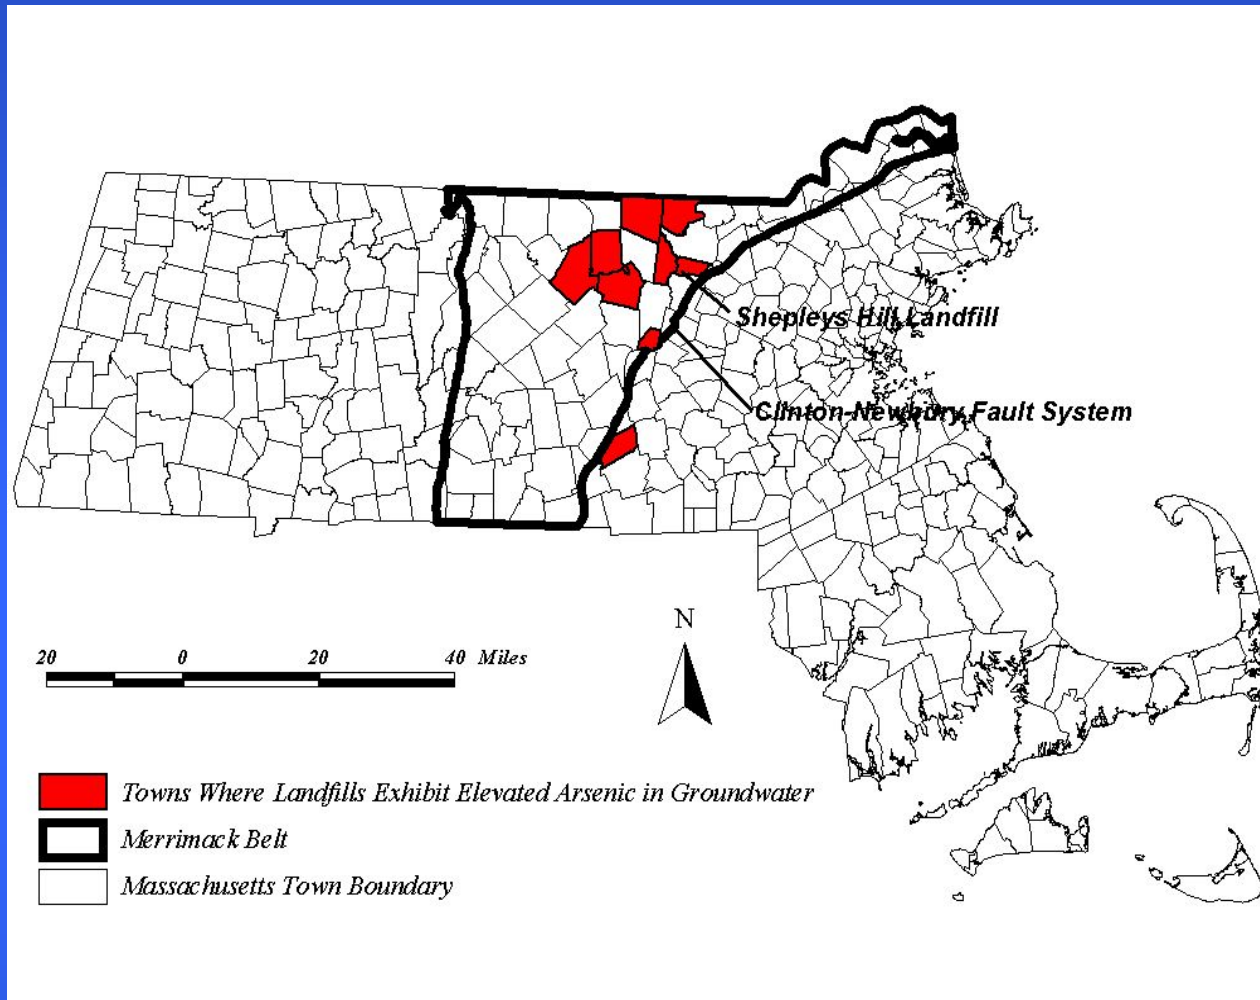 Shepleys Hill Landfill
Clinton-Newbury Fault System
N
20 0 20 40 Miles
Towns Where Landfills Exhibit Elevated Arsenic in Groundwater
Merrimack Belt
Massachusetts Town Boundary